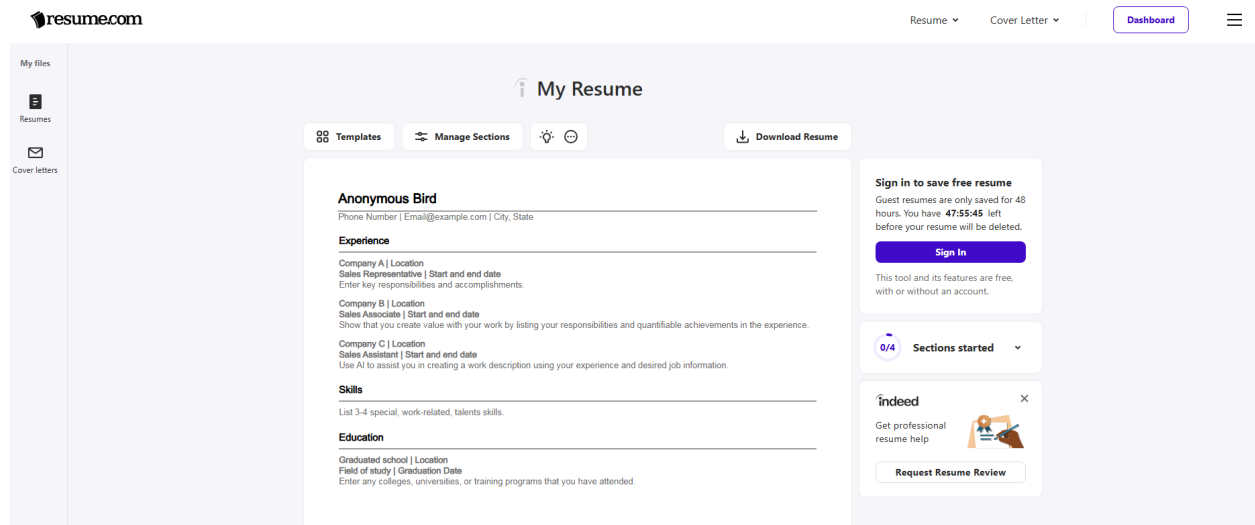 resume.com
Resume
Cover Letter
Dashboard
My files
Resumes
Cover letters
My Resume
Templates
Manage Sections
Download Resume
Anonymous Bird
Phone Number | Email@example.com | City, State
Experience
Company A | Location
Sales Representative | Start and end date
Enter key responsibilities and accomplishments.
Company B | Location
Sales Associate | Start and end date
Show that you create value with your work by listing your responsibilities and quantifiable achievements in the experience.
Company C | Location
Sales Assistant | Start and end date
Use AI to assist you in creating a work description using your experience and desired job information.
Skills
List 3-4 special, work-related, talents skills.
Education
Graduated school | Location
Field of study | Graduation Date
Enter any colleges, universities, or training programs that you have attended.
Sign in to save free resume
Guest resumes are only saved for 48
hours. You have 47:55:45 left
before your resume will be deleted.
Sign In
This tool and its features are free,
with or without an account.
0/4 Sections started
indeed
Get professional
resume help
Request Resume Review